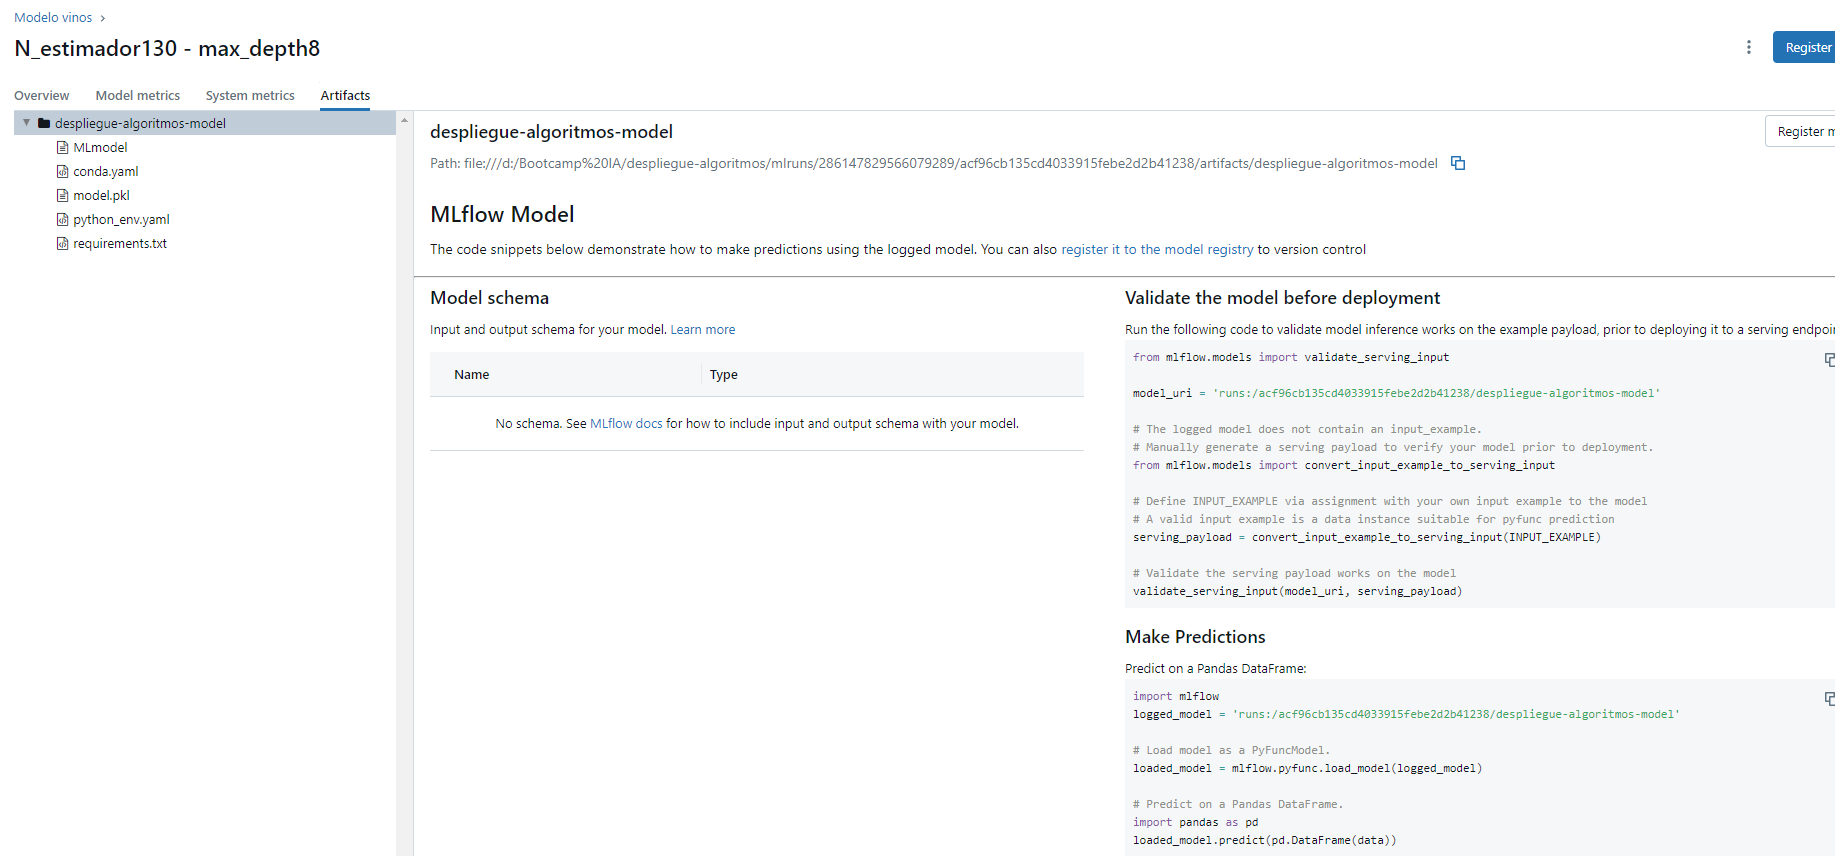 Modelo vinos ›
N_estimador130 - max_depth8
Register
Overview Model metrics System metrics Artifacts
despliegue-algoritmos-model
MLmodel
conda.yaml
model.pkl
python_env.yaml
requirements.txt
despliegue-algoritmos-model
Register m
Path: file:///d:/Bootcamp%20IA/despliegue-algoritmos/mlruns/286147829566079289/acf96cb135cd4033915febe2d2b41238/artifacts/despliegue-algoritmos-model
MLflow Model
The code snippets below demonstrate how to make predictions using the logged model. You can also register it to the model registry to version control
Model schema
Input and output schema for your model. Learn more
Name Type
No schema. See MLflow docs for how to include input and output schema with your model.
Validate the model before deployment
Run the following code to validate model inference works on the example payload, prior to deploying it to a serving endpoin
from mlflow.models import validate_serving_input
model_uri = 'runs:/acf96cb135cd4033915febe2d2b41238/despliegue-algoritmos-model'
# The logged model does not contain an input_example.
# Manually generate a serving payload to verify your model prior to deployment.
from mlflow.models import convert_input_example_to_serving_input
# Define INPUT_EXAMPLE via assignment with your own input example to the model
# A valid input example is a data instance suitable for pyfunc prediction
serving_payload = convert_input_example_to_serving_input(INPUT_EXAMPLE)
# Validate the serving payload works on the model
validate_serving_input(model_uri, serving_payload)
Make Predictions
Predict on a Pandas DataFrame:
import mlflow
logged_model = 'runs:/acf96cb135cd4033915febe2d2b41238/despliegue-algoritmos-model'
# Load model as a PyFuncModel.
loaded_model = mlflow.pyfunc.load_model(logged_model)
# Predict on a Pandas DataFrame.
import pandas as pd
loaded_model.predict(pd.DataFrame(data))